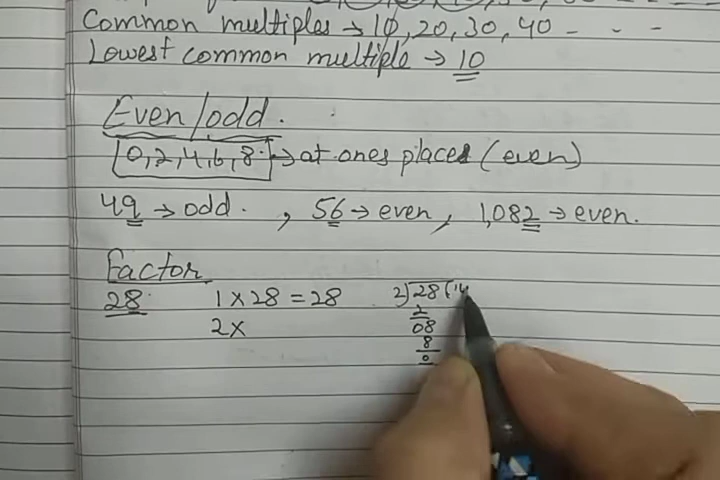 Common multiples → 10, 20, 30, 40 - - -
Lowest common multiple → 10
Even/odd.
0, 2, 4, 6, 8 → at ones place (even)
49 → odd. , 56 → even, 1,082 → even.
Factor
28. 1 x 28 = 28 2)28(14
2x 2
08
8
0